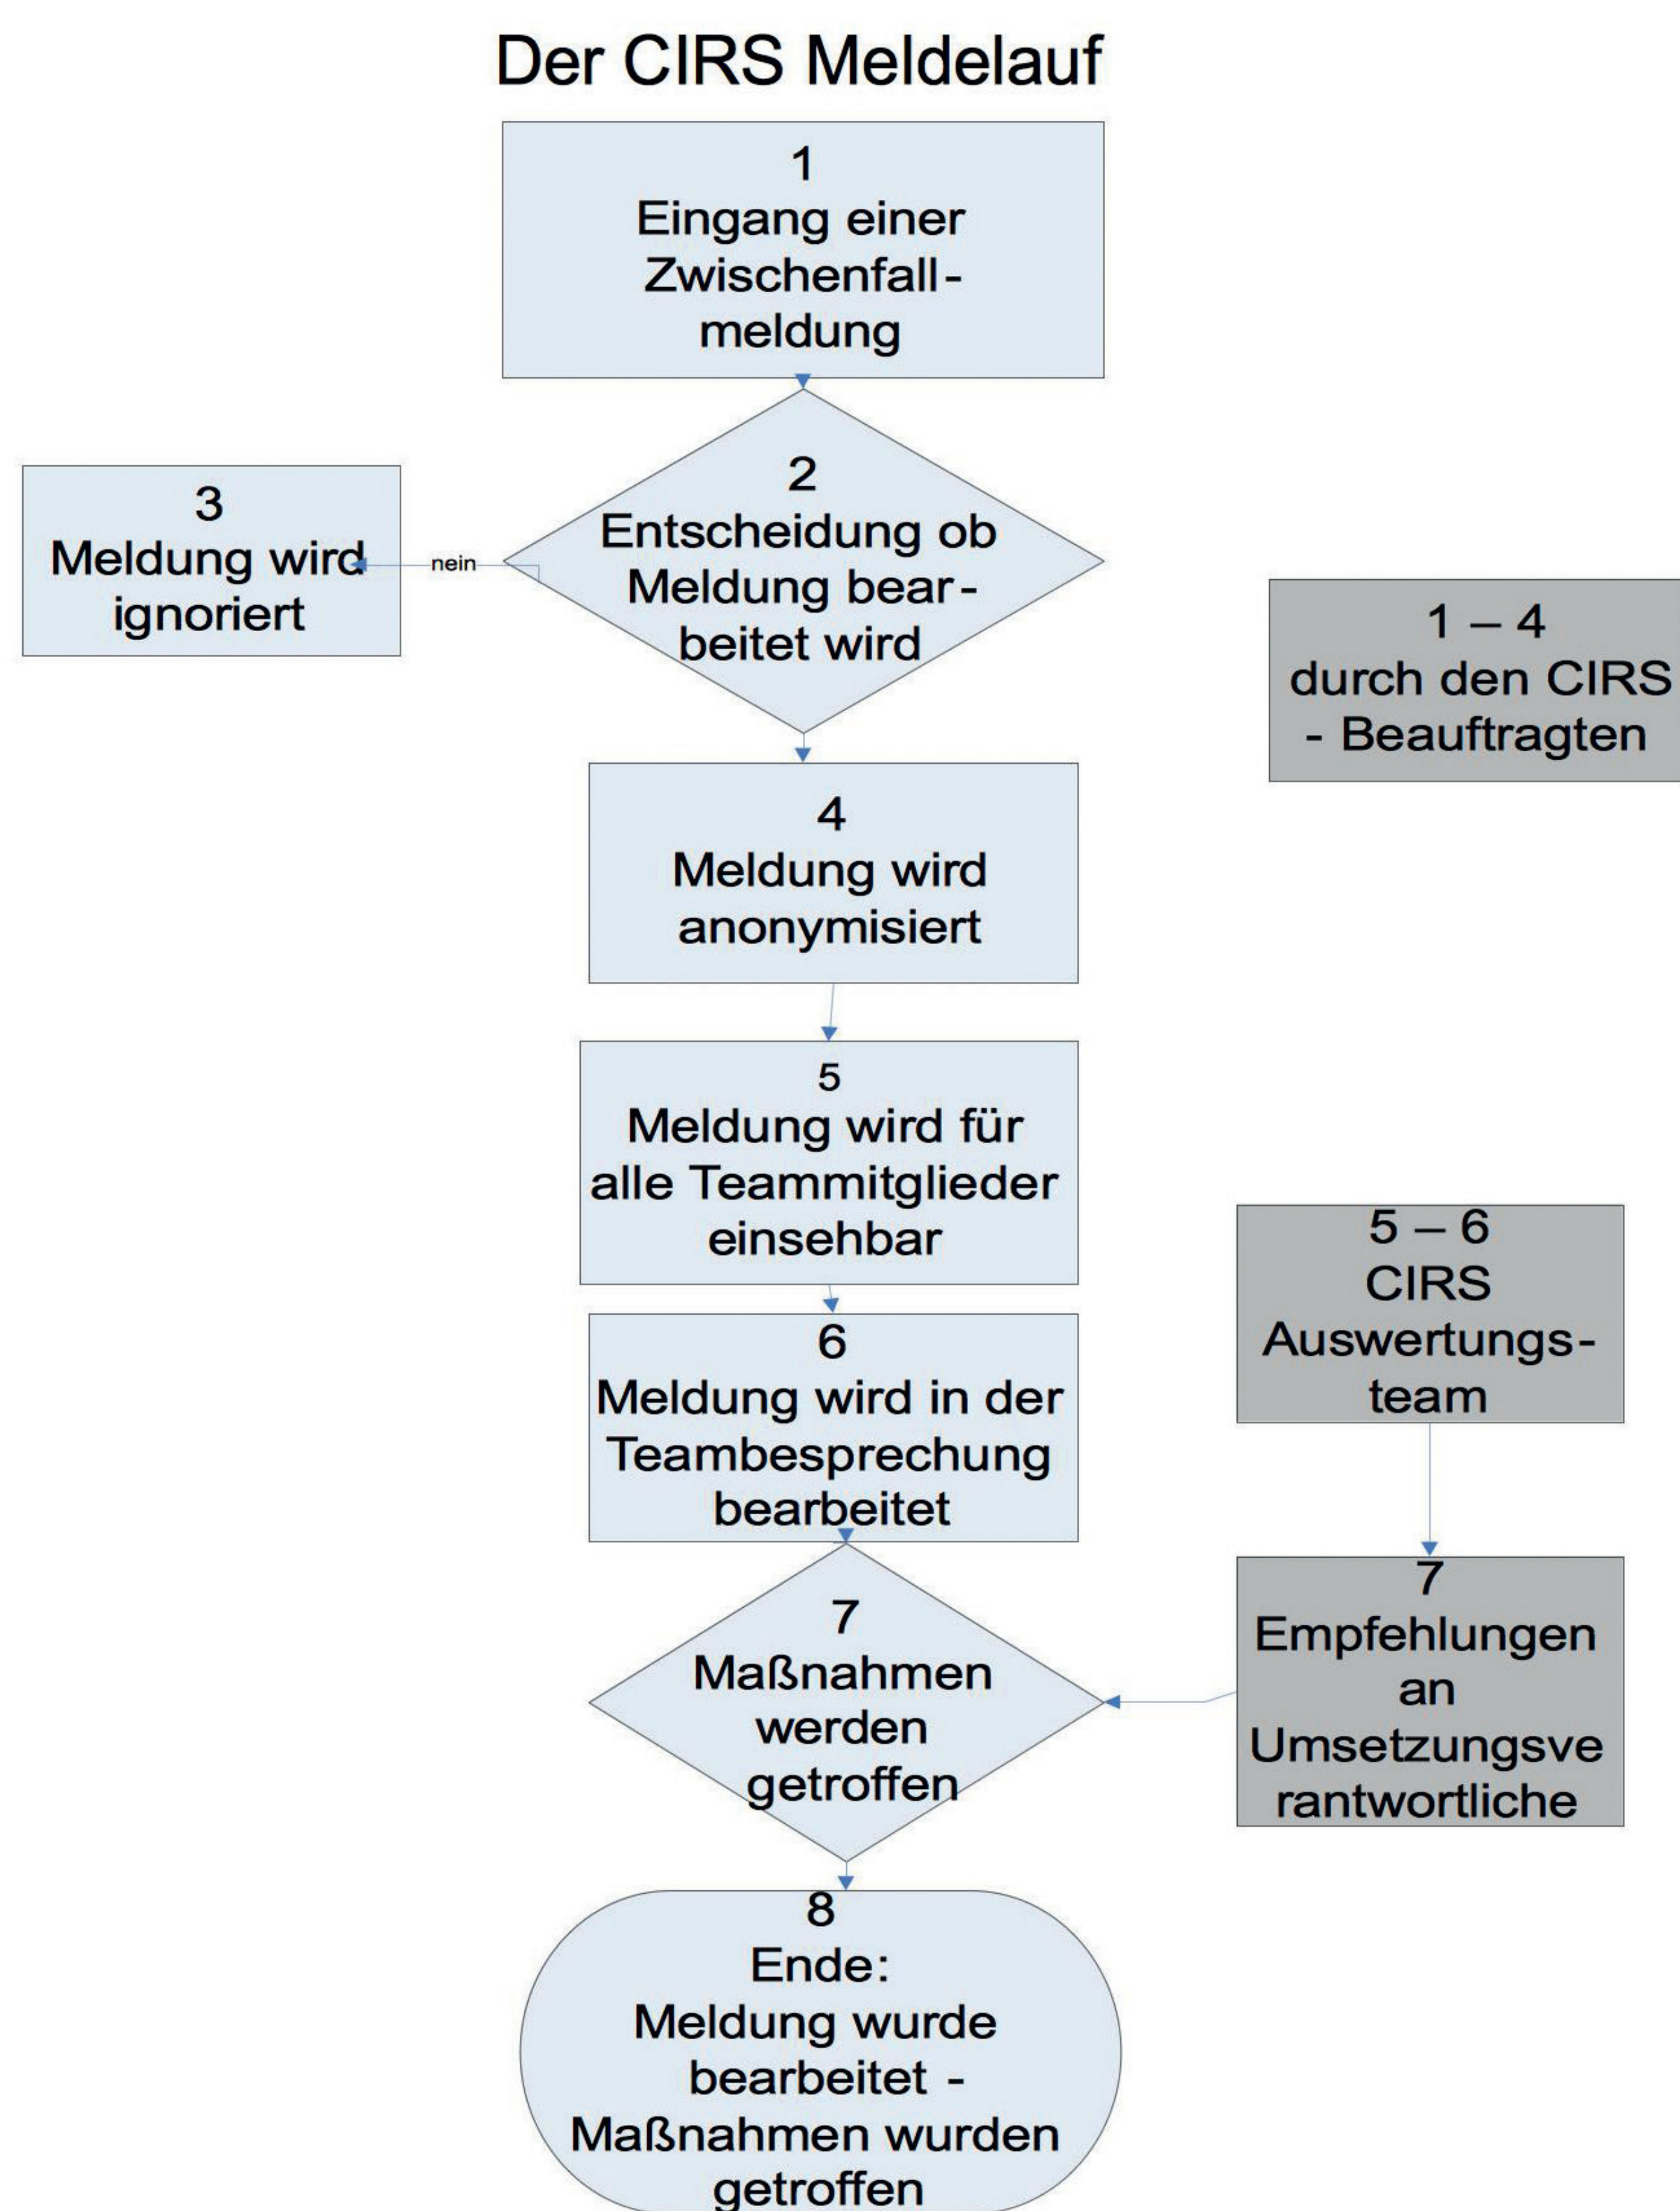 Der CIRS Meldelauf
1
Eingang einer
Zwischenfall-
meldung
2
Entscheidung ob
Meldung bear-
beitet wird
nein
3
Meldung wird
ignoriert
1 – 4
durch den CIRS
- Beauftragten
4
Meldung wird
anonymisiert
5
Meldung wird für
alle Teammitglieder
einsehbar
5 – 6
CIRS
Auswertungs-
team
6
Meldung wird in der
Teambesprechung
bearbeitet
7
Maßnahmen
werden
getroffen
7
Empfehlungen
an
Umsetzungsve
rantwortliche
8
Ende:
Meldung wurde
bearbeitet -
Maßnahmen wurden
getroffen